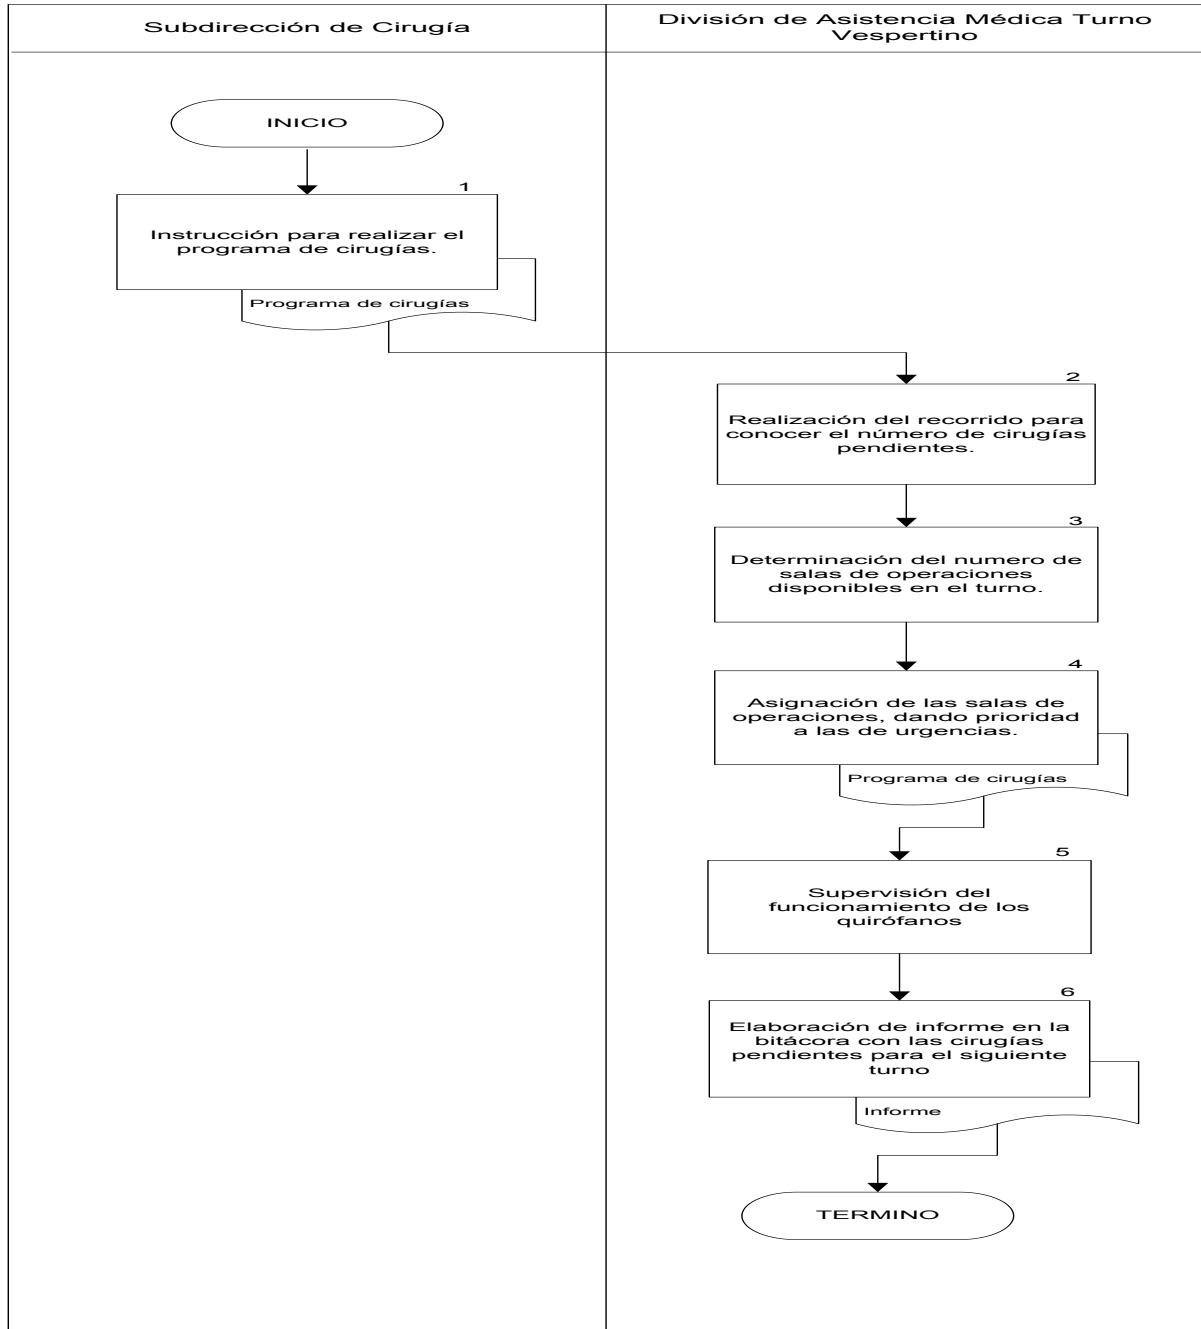 Subdirección de Cirugía
División de Asistencia Médica Turno
Vespertino
INICIO
1
Instrucción para realizar el
programa de cirugías.
Programa de cirugías
2
Realización del recorrido para
conocer el número de cirugías
pendientes.
3
Determinación del numero de
salas de operaciones
disponibles en el turno.
4
Asignación de las salas de
operaciones, dando prioridad
a las de urgencias.
Programa de cirugías
5
Supervisión del
funcionamiento de los
quirófanos
6
Elaboración de informe en la
bitácora con las cirugías
pendientes para el siguiente
turno
Informe
TERMINO